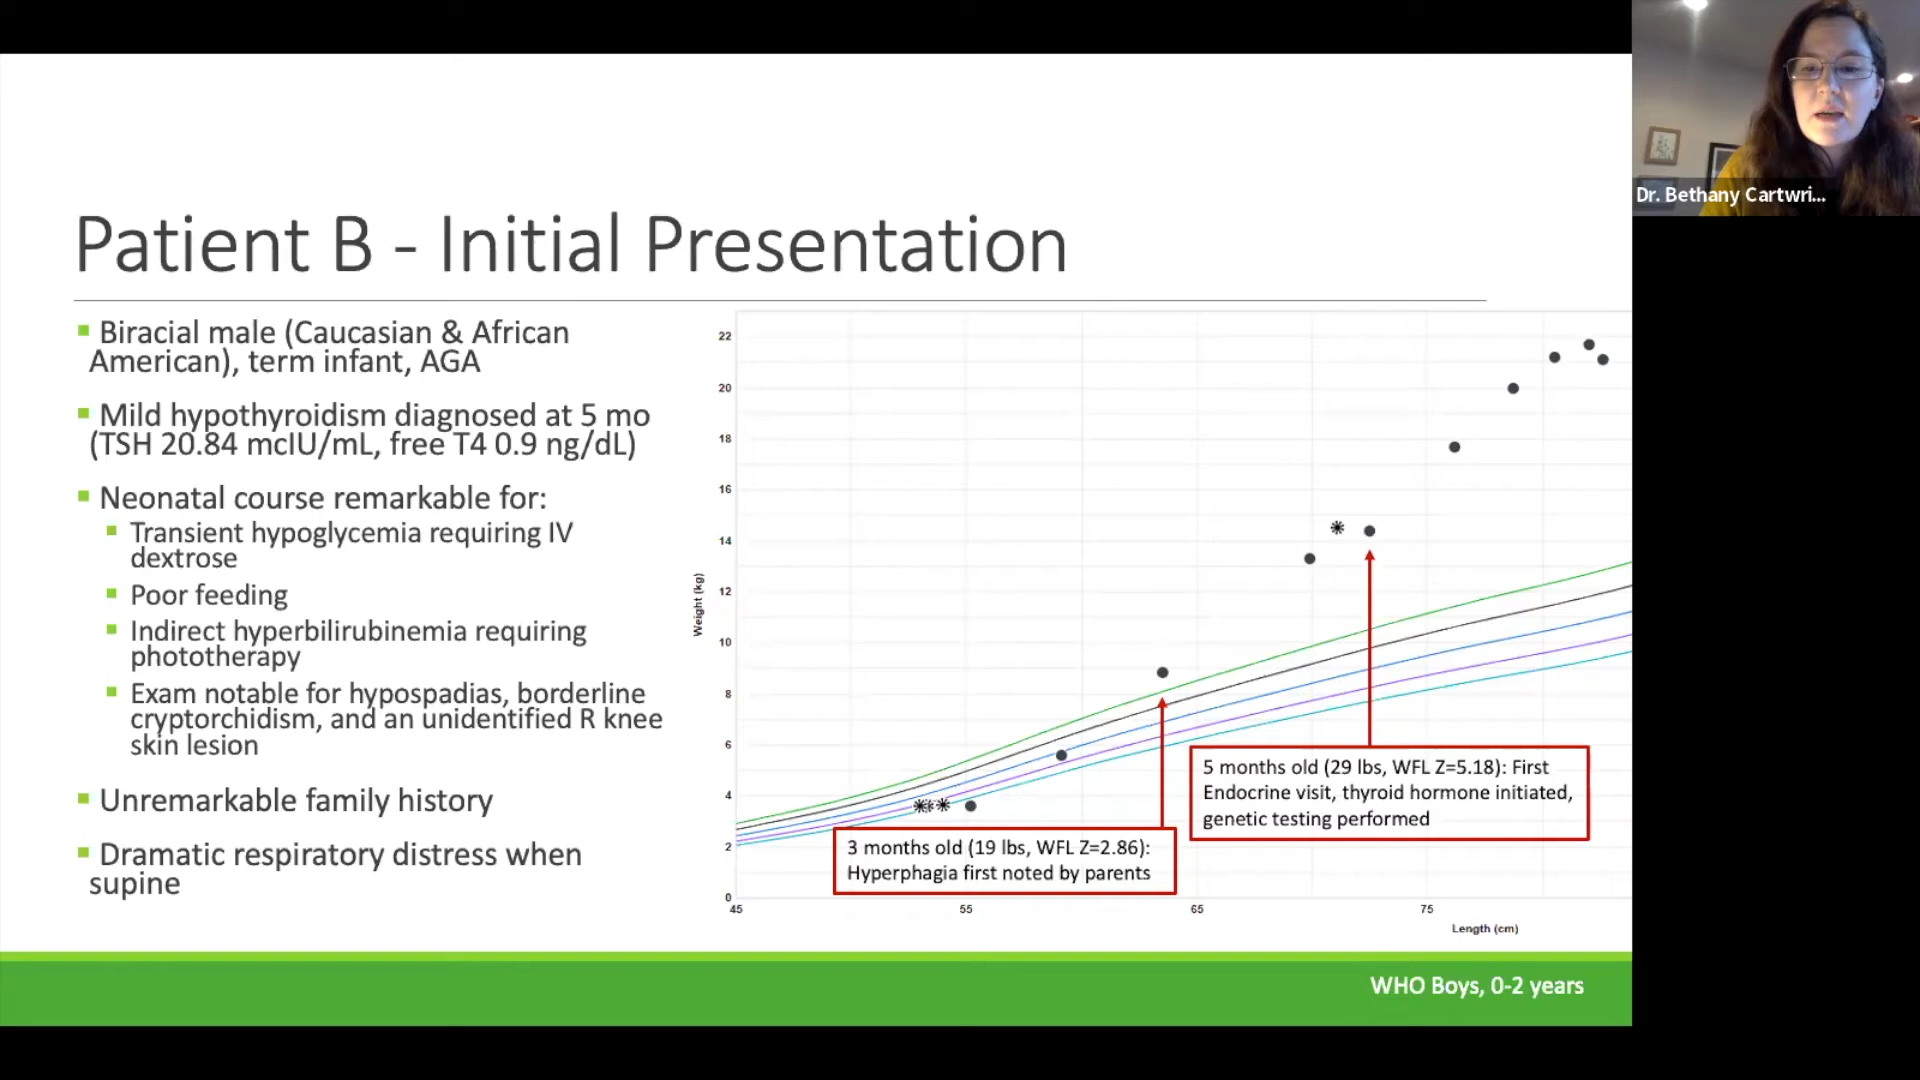 Dr. Bethany Cartwri...
Patient B - Initial Presentation
Biracial male (Caucasian & African
American), term infant, AGA
Mild hypothyroidism diagnosed at 5 mo
(TSH 20.84 mcIU/mL, free T4 0.9 ng/dL)
Neonatal course remarkable for:
Transient hypoglycemia requiring IV
dextrose
Poor feeding
Indirect hyperbilirubinemia requiring
phototherapy
Exam notable for hypospadias, borderline
cryptorchidism, and an unidentified R knee
skin lesion
Unremarkable family history
Dramatic respiratory distress when
supine
22
20
18
16
14
12
10
8
6
4
2
0
Weight (kg)
45
55
65
75
Length (cm)
3 months old (19 lbs, WFL Z=2.86):
Hyperphagia first noted by parents
5 months old (29 lbs, WFL Z=5.18): First
Endocrine visit, thyroid hormone initiated,
genetic testing performed
WHO Boys, 0-2 years